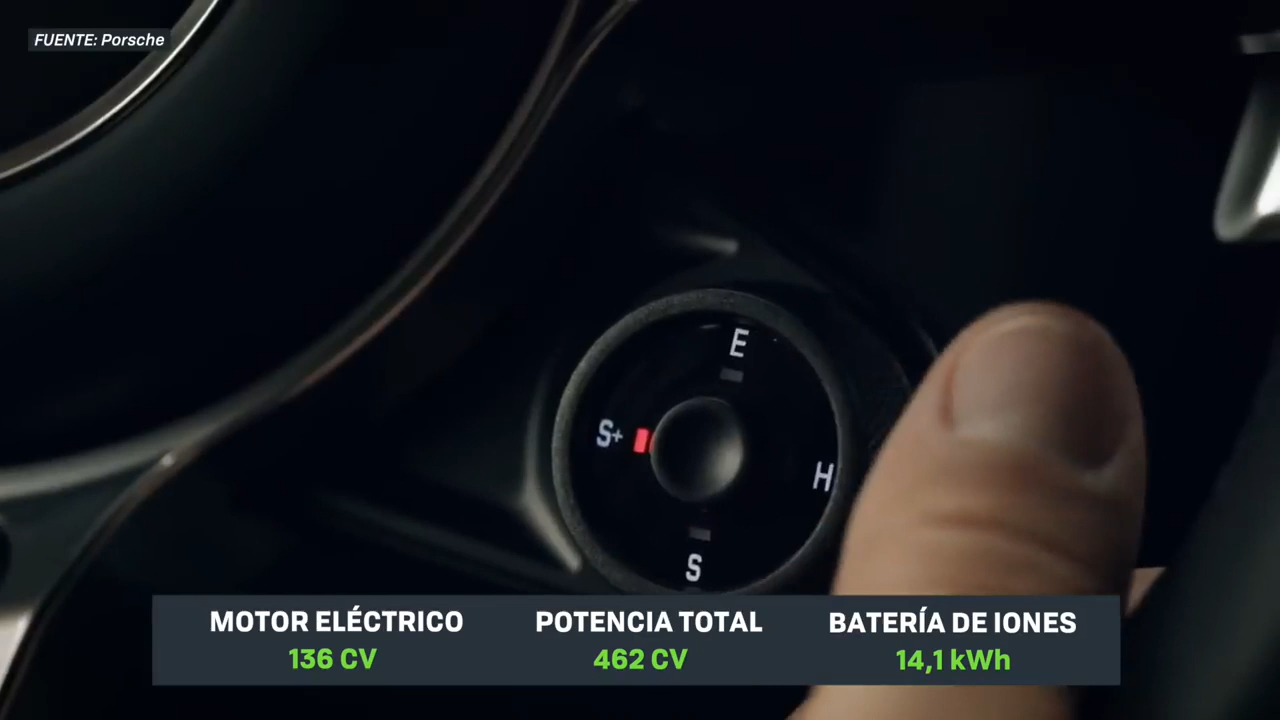 FUENTE: Porsche
E
S+
H
S
MOTOR ELÉCTRICO
POTENCIA TOTAL
BATERÍA DE IONES
136 CV
462 CV
14,1 kWh